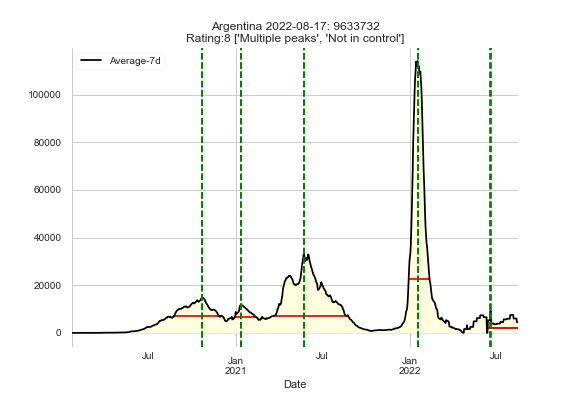 Argentina 2022-08-17: 9633732
Rating:8 ['Multiple peaks', 'Not in control']
Average-7d
100000
80000
60000
40000
20000
0
Jul
Jan
2021
Jul
Jan
2022
Jul
Date